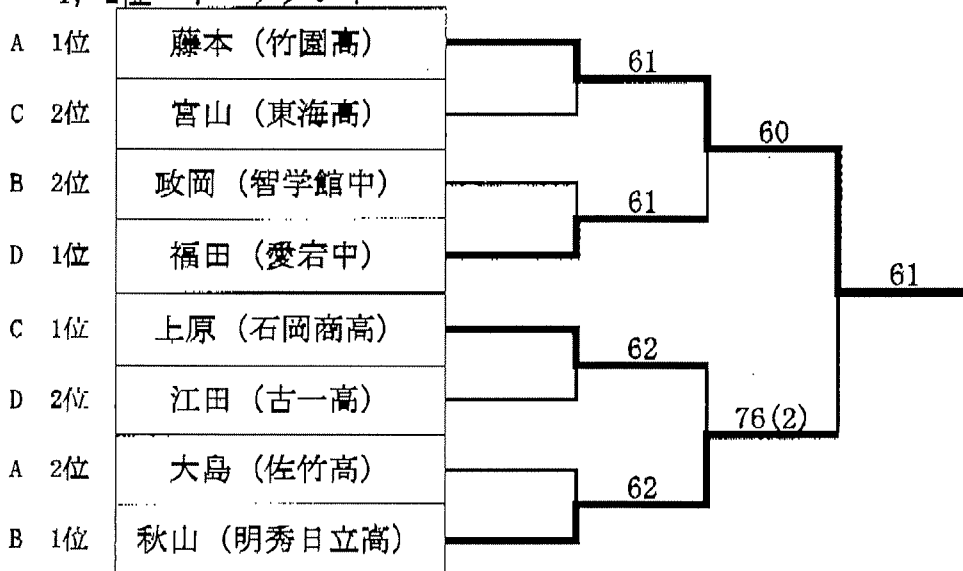 A 1位 藤本 (竹園高)
61
C 2位 宮山 (東海高)
60
B 2位 政岡 (智学館中)
61
D 1位 福田 (愛宕中)
61
C 1位 上原 (石岡商高)
62
D 2位 江田 (古一高)
76(2)
A 2位 大島 (佐竹高)
62
B 1位 秋山 (明秀日立高)